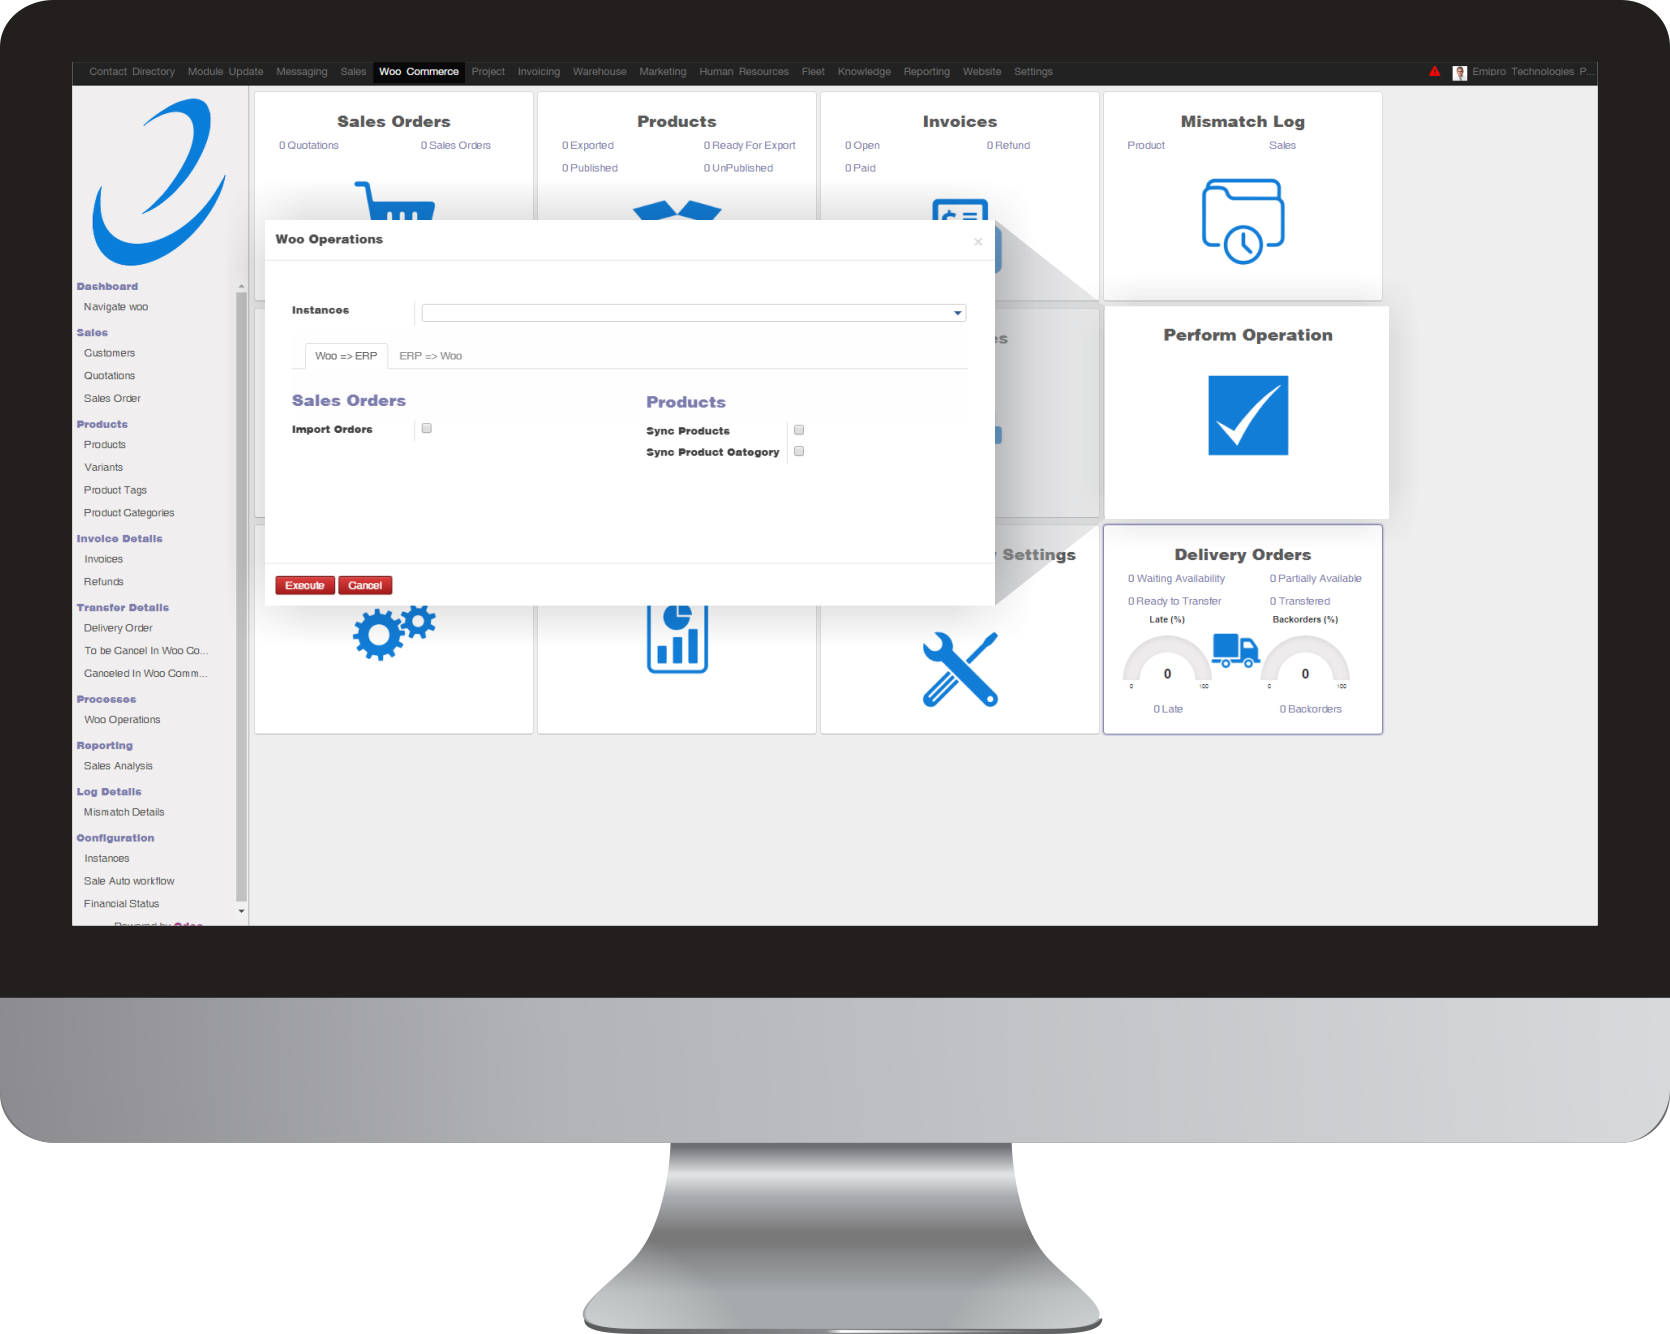 Contact Directory Module Update Messaging Sales Woo Commerce Project Invoicing Warehouse Marketing Human Resources Fleet Knowledge Reporting Website Settings Emipro Technologies P...
Dashboard
Navigate woo
Sales
Customers
Quotations
Sales Order
Products
Products
Variants
Product Tags
Product Categories
Invoice Details
Invoices
Refunds
Transfer Details
Delivery Order
To be Cancel In Woo Co...
Canceled In Woo Comm...
Processes
Woo Operations
Reporting
Sales Analysis
Log Details
Mismatch Details
Configuration
Instances
Sale Auto workflow
Financial Status
Powered by Odoo
Sales Orders
0 Quotations 0 Sales Orders
Products
0 Exported 0 Ready For Export
0 Published 0 UnPublished
Invoices
0 Open 0 Refund
0 Paid
Mismatch Log
Product Sales
Woo Operations
×
Instances
Woo => ERP ERP => Woo
Sales Orders
Import Orders
Products
Sync Products
Sync Product Category
Execute Cancel
es
Perform Operation
Settings
Delivery Orders
0 Waiting Availability 0 Partially Available
0 Ready to Transfer 0 Transfered
Late (%) Backorders (%)
0 0
0 100 0 100
0 Late 0 Backorders